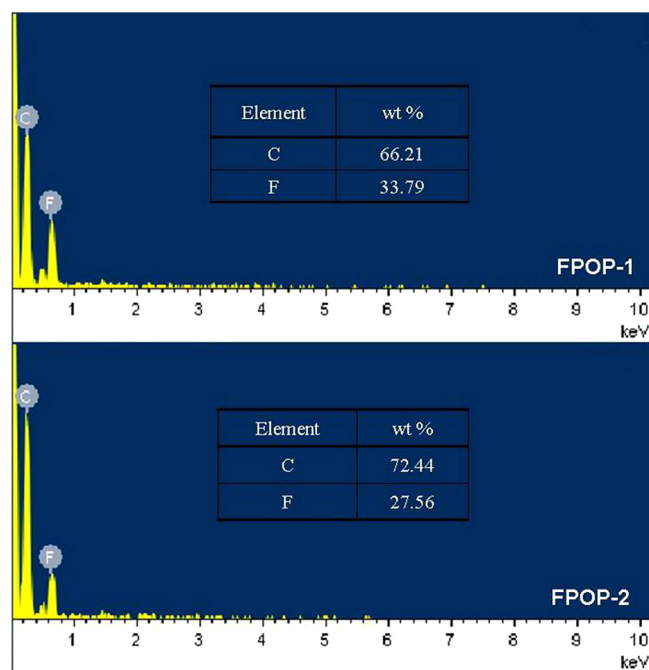 C
Element wt %
C 66.21
F 33.79
F
FPOP-1
1 2 3 4 5 6 7 8 9 10
keV
C
Element wt %
C 72.44
F 27.56
F
FPOP-2
1 2 3 4 5 6 7 8 9 10
keV